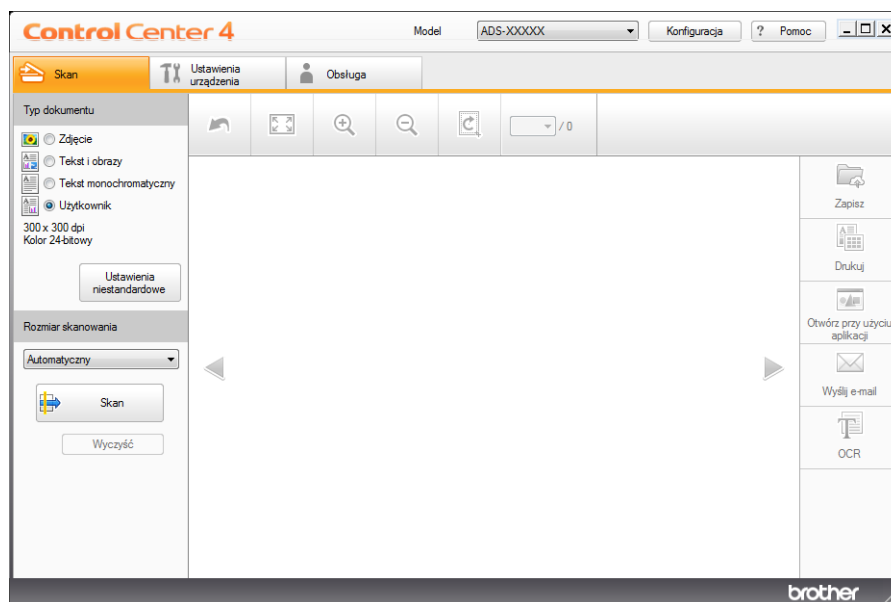 Control Center 4
Model
ADS-XXXXX
Konfiguracja
? Pomoc
Skan
Ustawienia
urządzenia
Obsługa
Typ dokumentu
Zdjęcie
Tekst i obrazy
Tekst monochromatyczny
Użytkownik
300 x 300 dpi
Kolor 24-bitowy
Ustawienia
niestandardowe
Rozmiar skanowania
Automatyczny
Skan
Wyczyść
/ 0
Zapisz
Drukuj
Otwórz przy użyciu
aplikacji
Wyślij e-mail
OCR
brother